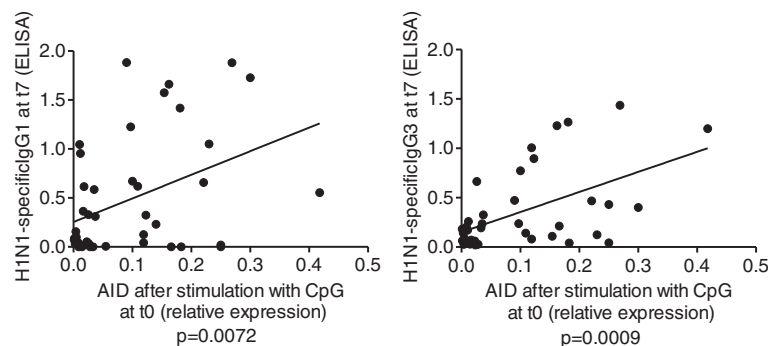 H1N1-specificIgG1 at t7 (ELISA)
2.0
1.5
1.0
0.5
0.0
0.0 0.1 0.2 0.3 0.4 0.5
AID after stimulation with CpG
at t0 (relative expression)
p=0.0072
H1N1-specificIgG3 at t7 (ELISA)
2.0
1.5
1.0
0.5
0.0
0.0 0.1 0.2 0.3 0.4 0.5
AID after stimulation with CpG
at t0 (relative expression)
p=0.0009